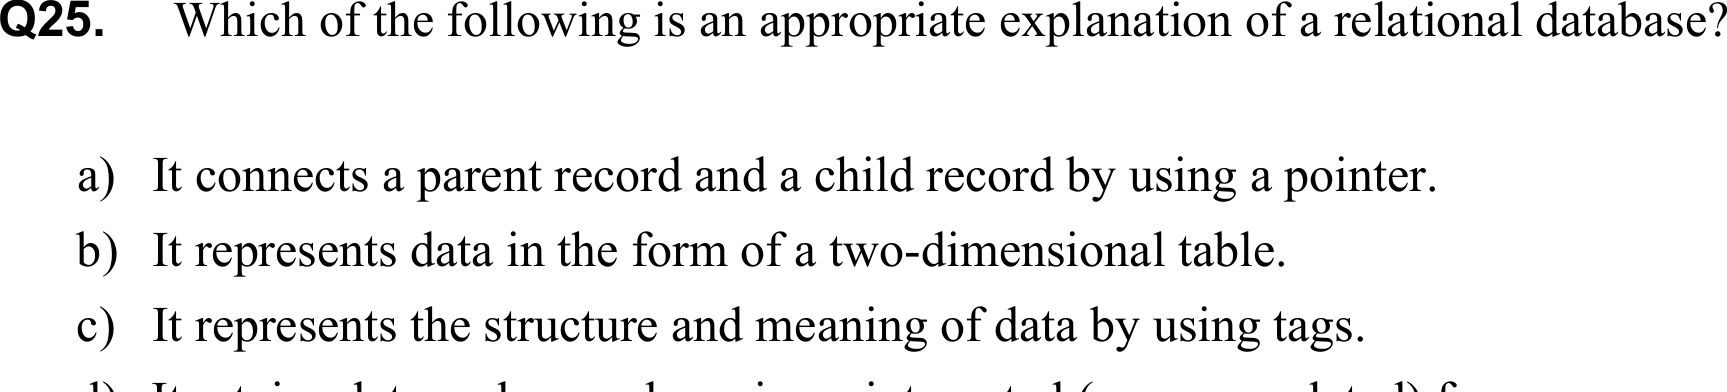 Q25. Which of the following is an appropriate explanation of a relational database?
a) It connects a parent record and a child record by using a pointer.
b) It represents data in the form of a two-dimensional table.
c) It represents the structure and meaning of data by using tags.